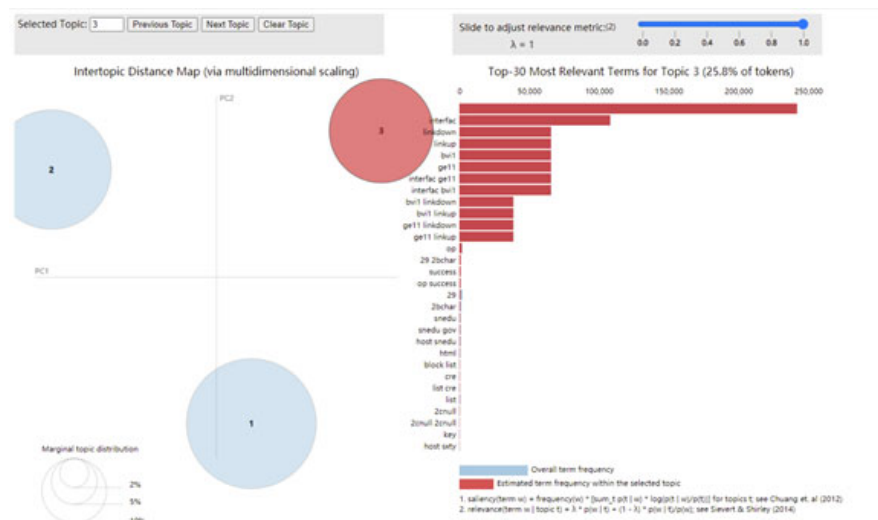 Selected Topic: 3 Previous Topic Next Topic Clear Topic
Slide to adjust relevance metric:(2)
λ = 1
0.0 0.2 0.4 0.6 0.8 1.0
Intertopic Distance Map (via multidimensional scaling)
PC2
PC1
2
3
1
Marginal topic distribution
2%
5%
10%
Top-30 Most Relevant Terms for Topic 3 (25.8% of tokens)
0 50,000 100,000 150,000 200,000 250,000
interfac
linkdown
linkup
bvi1
ge11
interfac ge11
interfac bvi1
bvi1 linkdown
bvi1 linkup
ge11 linkdown
ge11 linkup
op
29 2bchar
success
op success
29
2bchar
snedu
snedu gov
host snedu
html
block list
cre
list cre
list
2cnull
2cnull 2cnull
key
host sxty
Overall term frequency
Estimated term frequency within the selected topic
1. saliency(term w) = frequency(w) * [sum_t p(t | w) * log(p(t | w)/p(t))] for topics t; see Chuang et. al (2012)
2. relevance(term w | topic t) = λ * p(w | t) + (1 - λ) * p(w | t)/p(w); see Sievert & Shirley (2014)